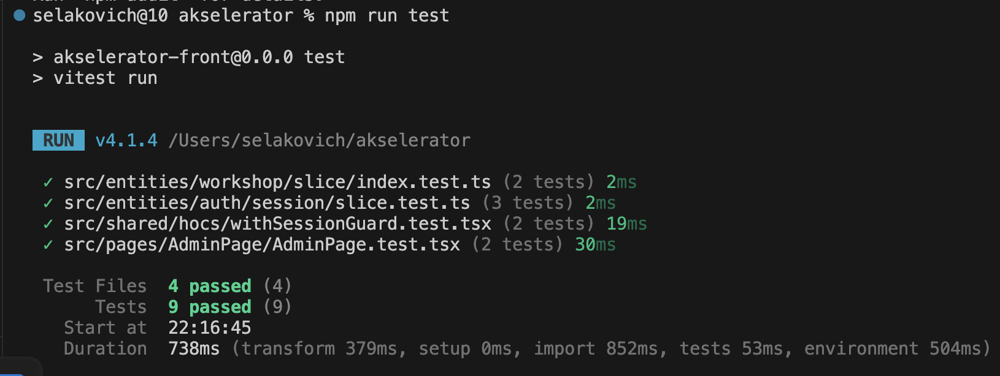 selakovich@10 akselerator % npm run test
> akselerator-front@0.0.0 test
> vitest run
RUN v4.1.4 /Users/selakovich/akselerator
✓ src/entities/workshop/slice/index.test.ts (2 tests) 2ms
✓ src/entities/auth/session/slice.test.ts (3 tests) 2ms
✓ src/shared/hocs/withSessionGuard.test.tsx (2 tests) 19ms
✓ src/pages/AdminPage/AdminPage.test.tsx (2 tests) 30ms
Test Files 4 passed (4)
Tests 9 passed (9)
Start at 22:16:45
Duration 738ms (transform 379ms, setup 0ms, import 852ms, tests 53ms, environment 504ms)